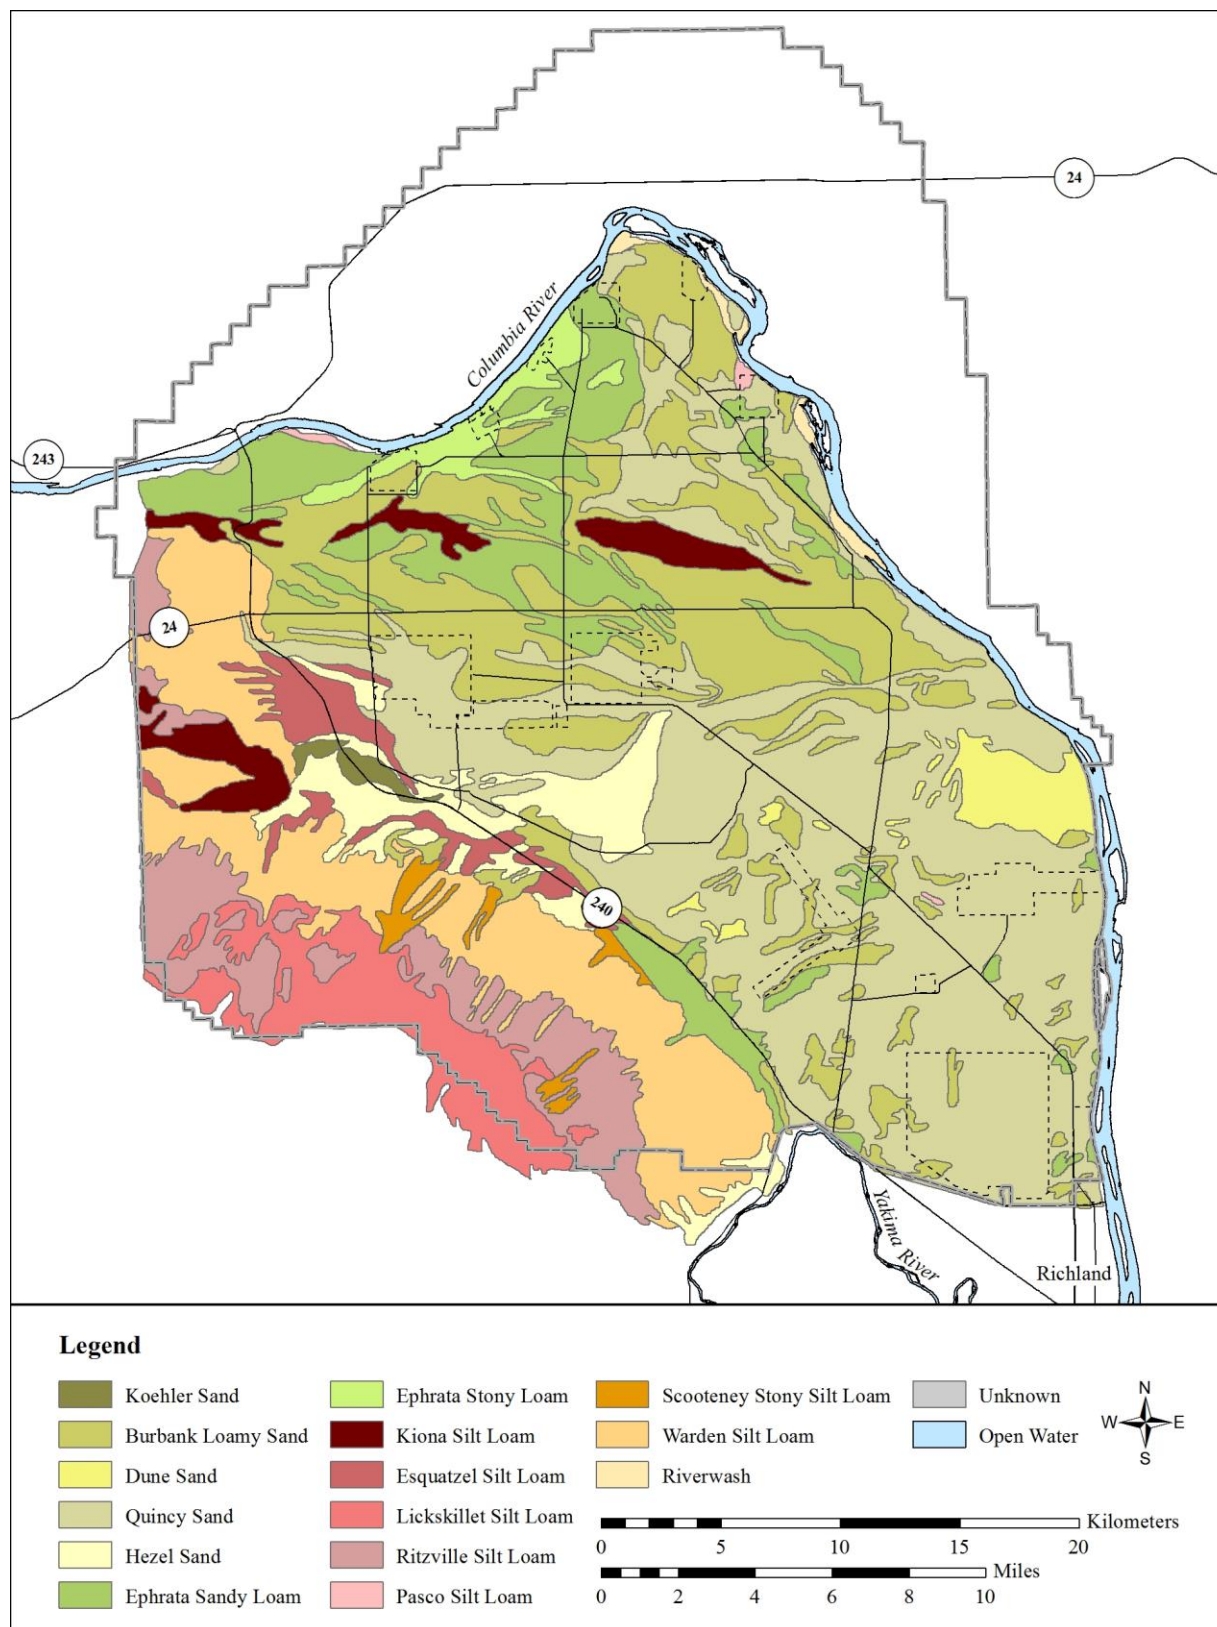 24
Columbia River
243
24
240
Yakima River
Richland
Legend
Koehler Sand
Burbank Loamy Sand
Dune Sand
Quincy Sand
Hezel Sand
Ephrata Sandy Loam
Ephrata Stony Loam
Kiona Silt Loam
Esquatzel Silt Loam
Lickskillet Silt Loam
Ritzville Silt Loam
Pasco Silt Loam
Scooteney Stony Silt Loam
Warden Silt Loam
Riverwash
Unknown
Open Water
N
W E
S
Kilometers
0 5 10 15 20
Miles
0 2 4 6 8 10